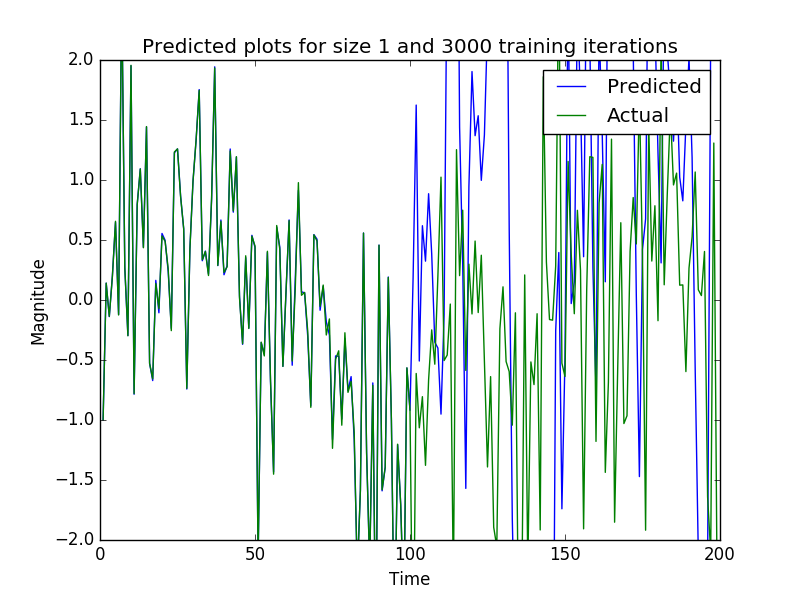 Predicted plots for size 1 and 3000 training iterations
Predicted
Actual
2.0
1.5
1.0
0.5
0.0
−0.5
−1.0
−1.5
−2.0
Magnitude
0 50 100 150 200
Time